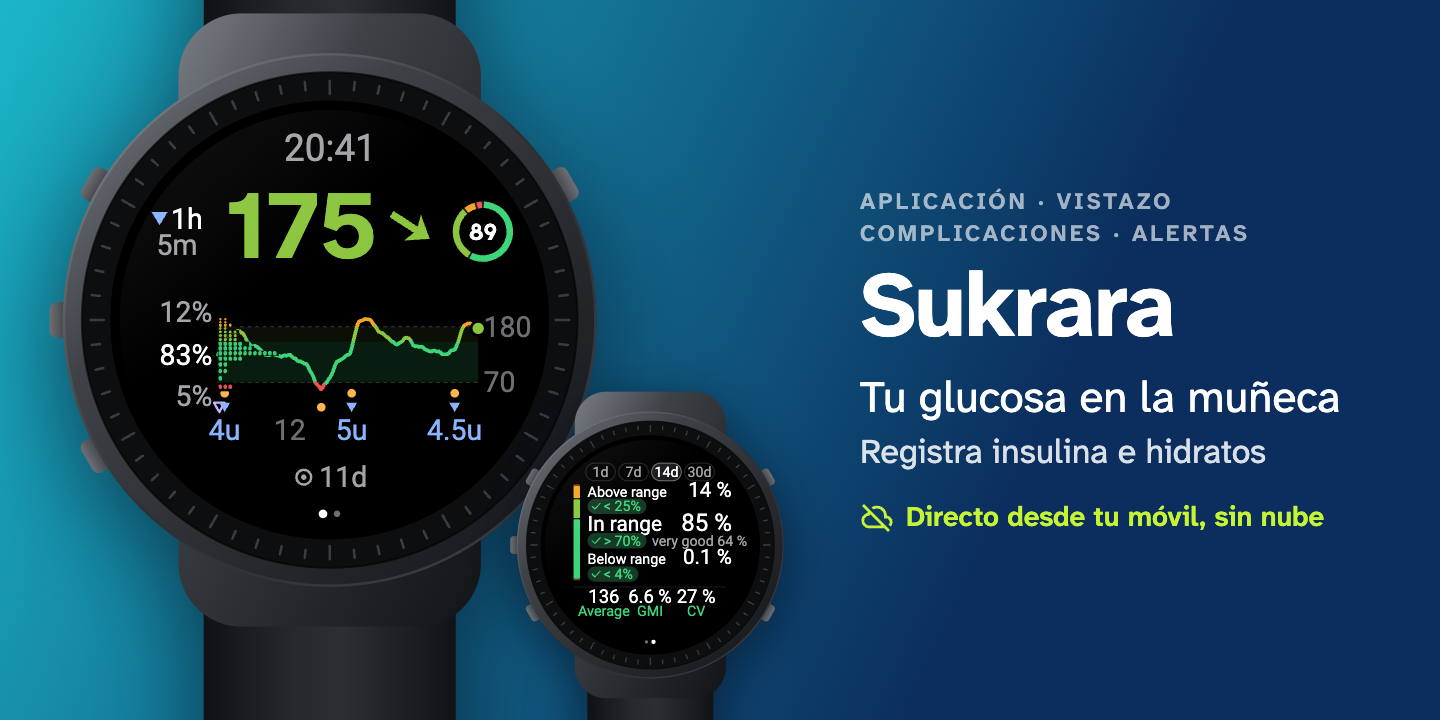 20:41
1h
5m
175
89
12%
83%
5%
180
70
4u
12
5u
4.5u
11d
1d 7d 14d 30d
Above range 14 %
< 25%
In range 85 %
> 70% very good 64 %
Below range 0.1 %
< 4%
136 6.6 % 27 %
Average GMI CV
APLICACIÓN · VISTAZO
COMPLICACIONES · ALERTAS
Sukrara
Tu glucosa en la muñeca
Registra insulina e hidratos
Directo desde tu móvil, sin nube